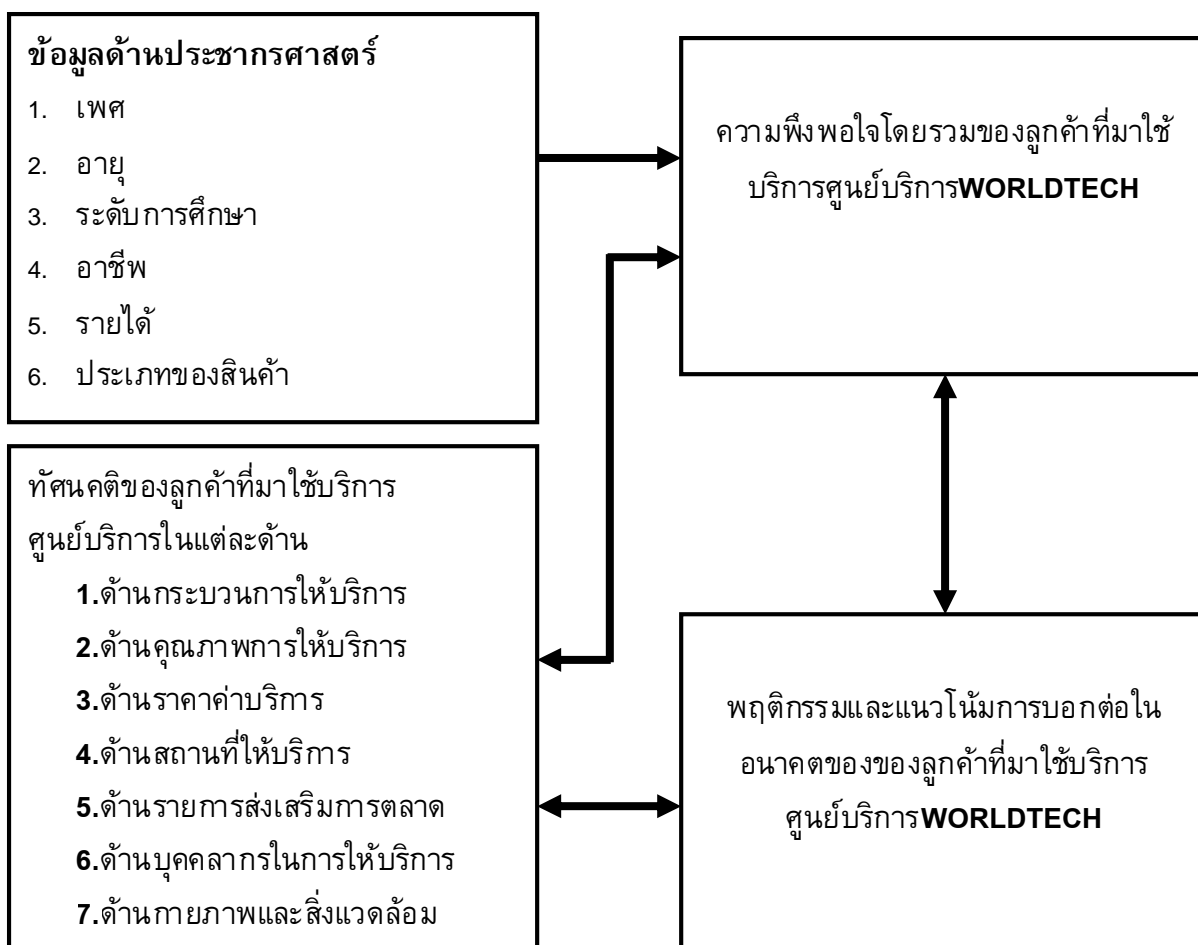 ข้อมูลด้านประชากรศาสตร์
1. เพศ
2. อายุ
3. ระดับการศึกษา
4. อาชีพ
5. รายได้
6. ประเภทของสินค้า
ความพึงพอใจโดยรวมของลูกค้าที่มาใช้
บริการศูนย์บริการWORLDTECH
ทัศนคติของลูกค้าที่มาใช้บริการ
ศูนย์บริการในแต่ละด้าน
1.ด้านกระบวนการให้บริการ
2.ด้านคุณภาพการให้บริการ
3.ด้านราคาค่าบริการ
4.ด้านสถานที่ให้บริการ
5.ด้านรายการส่งเสริมการตลาด
6.ด้านบุคคลากรในการให้บริการ
7.ด้านกายภาพและสิ่งแวดล้อม
พฤติกรรมและแนวโน้มการบอกต่อใน
อนาคตของของลูกค้าที่มาใช้บริการ
ศูนย์บริการWORLDTECH